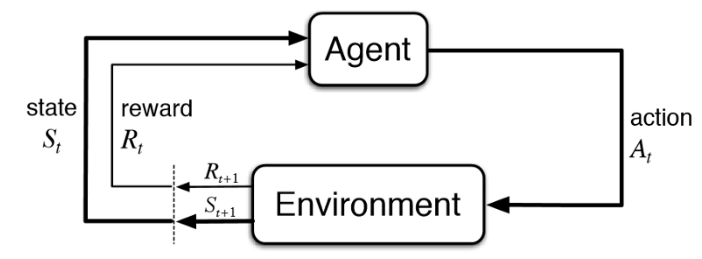 Agent
state
S_t
reward
R_t
action
A_t
R_{t+1}
S_{t+1}
Environment